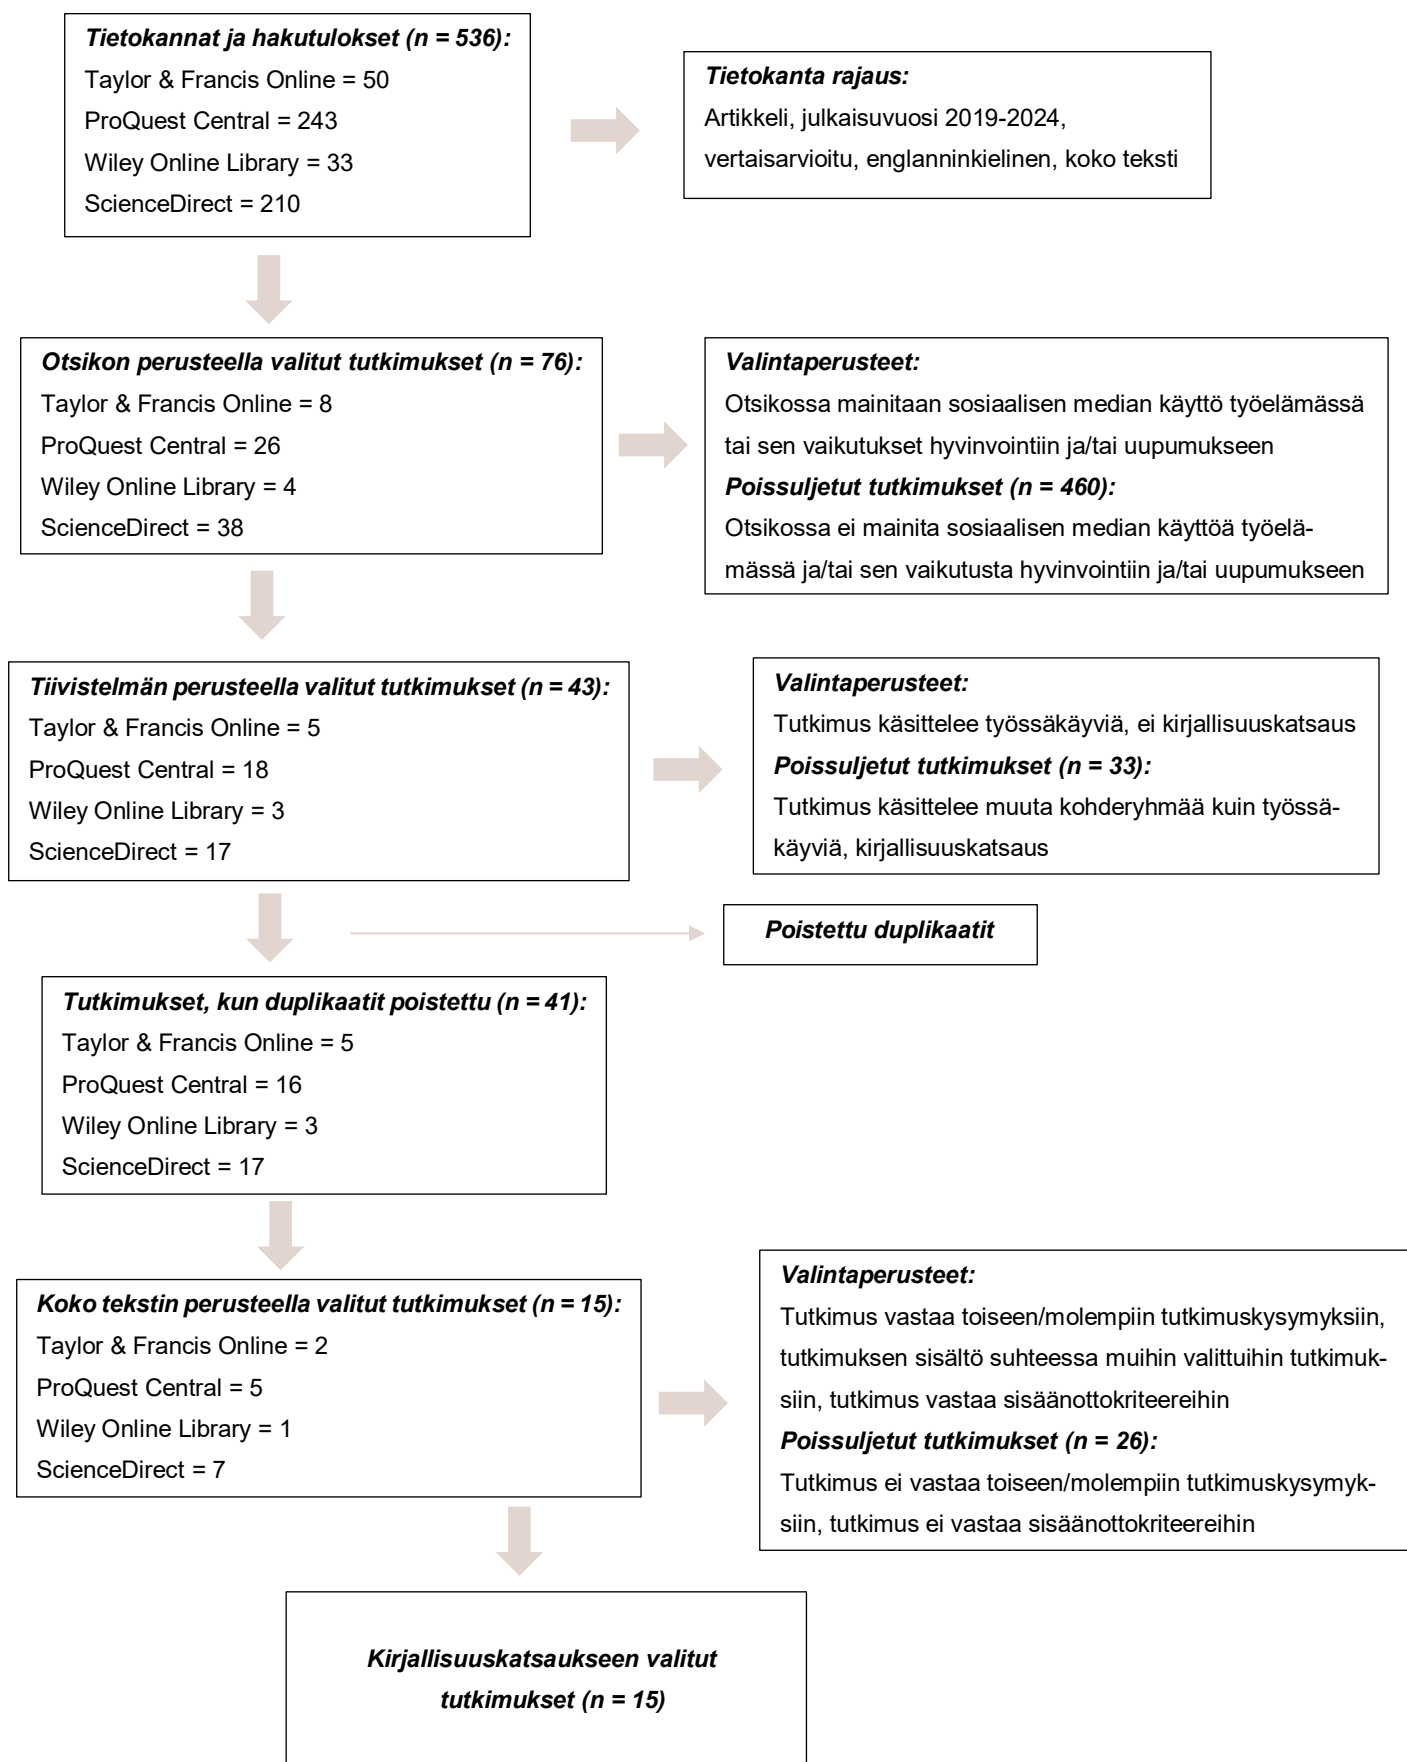 Tietokannat ja hakutulokset (n = 536):
Taylor & Francis Online = 50
ProQuest Central = 243
Wiley Online Library = 33
ScienceDirect = 210
Tietokanta rajaus:
Artikkeli, julkaisuvuosi 2019-2024,
vertaisarvioitu, englanninkielinen, koko teksti
Otsikon perusteella valitut tutkimukset (n = 76):
Taylor & Francis Online = 8
ProQuest Central = 26
Wiley Online Library = 4
ScienceDirect = 38
Valintaperusteet:
Otsikossa mainitaan sosiaalisen median käyttö työelämässä
tai sen vaikutukset hyvinvointiin ja/tai uupumukseen
Poissuljetut tutkimukset (n = 460):
Otsikossa ei mainita sosiaalisen median käyttöä työelä-
mässä ja/tai sen vaikutusta hyvinvointiin ja/tai uupumukseen
Tiivistelmän perusteella valitut tutkimukset (n = 43):
Taylor & Francis Online = 5
ProQuest Central = 18
Wiley Online Library = 3
ScienceDirect = 17
Valintaperusteet:
Tutkimus käsittelee työssäkäyviä, ei kirjallisuuskatsaus
Poissuljetut tutkimukset (n = 33):
Tutkimus käsittelee muuta kohderyhmää kuin työssä-
käyviä, kirjallisuuskatsaus
Poistettu duplikaatit
Tutkimukset, kun duplikaatit poistettu (n = 41):
Taylor & Francis Online = 5
ProQuest Central = 16
Wiley Online Library = 3
ScienceDirect = 17
Koko tekstin perusteella valitut tutkimukset (n = 15):
Taylor & Francis Online = 2
ProQuest Central = 5
Wiley Online Library = 1
ScienceDirect = 7
Valintaperusteet:
Tutkimus vastaa toiseen/molempiin tutkimuskysymyksiin,
tutkimuksen sisältö suhteessa muihin valittuihin tutkimuk-
siin, tutkimus vastaa sisäänottokriteereihin
Poissuljetut tutkimukset (n = 26):
Tutkimus ei vastaa toiseen/molempiin tutkimuskysymyk-
siin, tutkimus ei vastaa sisäänottokriteereihin
Kirjallisuuskatsaukseen valitut
tutkimukset (n = 15)